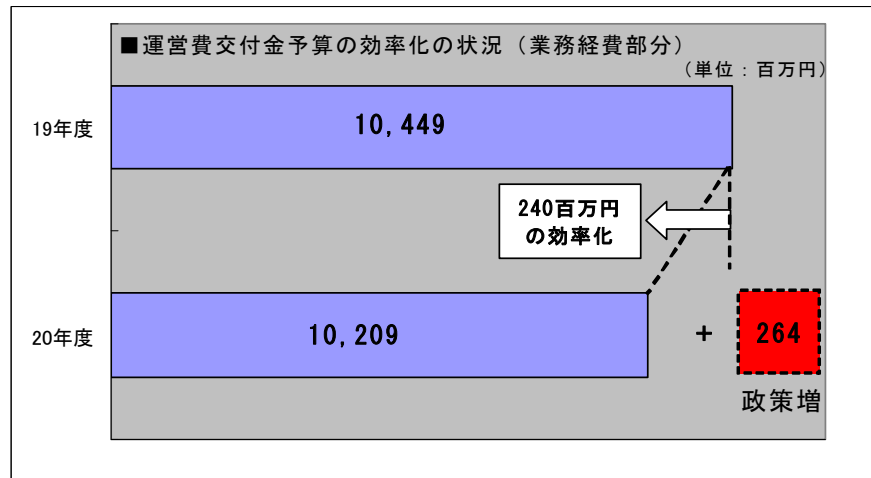 ■運営費交付金予算の効率化の状況（業務経費部分）
（単位：百万円）
19年度
10,449
240百万円
の効率化
20年度
10,209
+
264
政策増